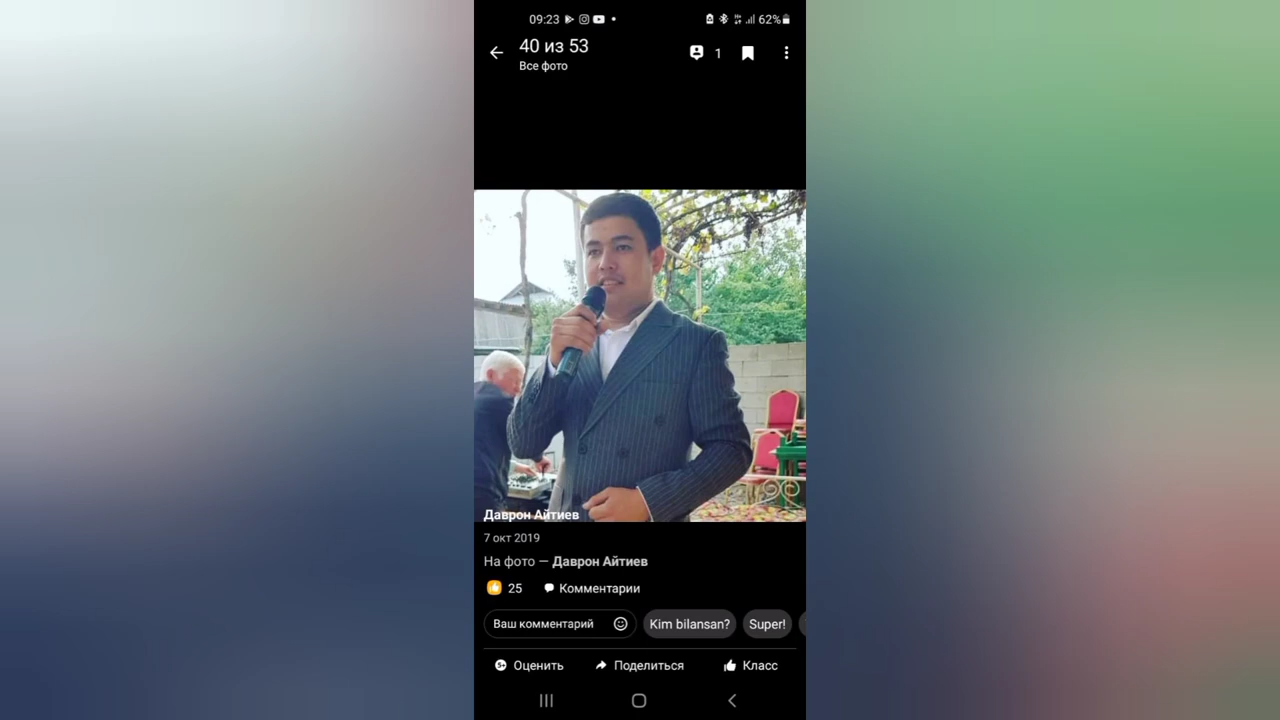 09:23 62%
40 из 53
1
Все фото
Даврон Айтиев
7 окт 2019
На фото — Даврон Айтиев
25 Комментарии
Ваш комментарий Kim bilansan? Super!
Оценить Поделиться Класс